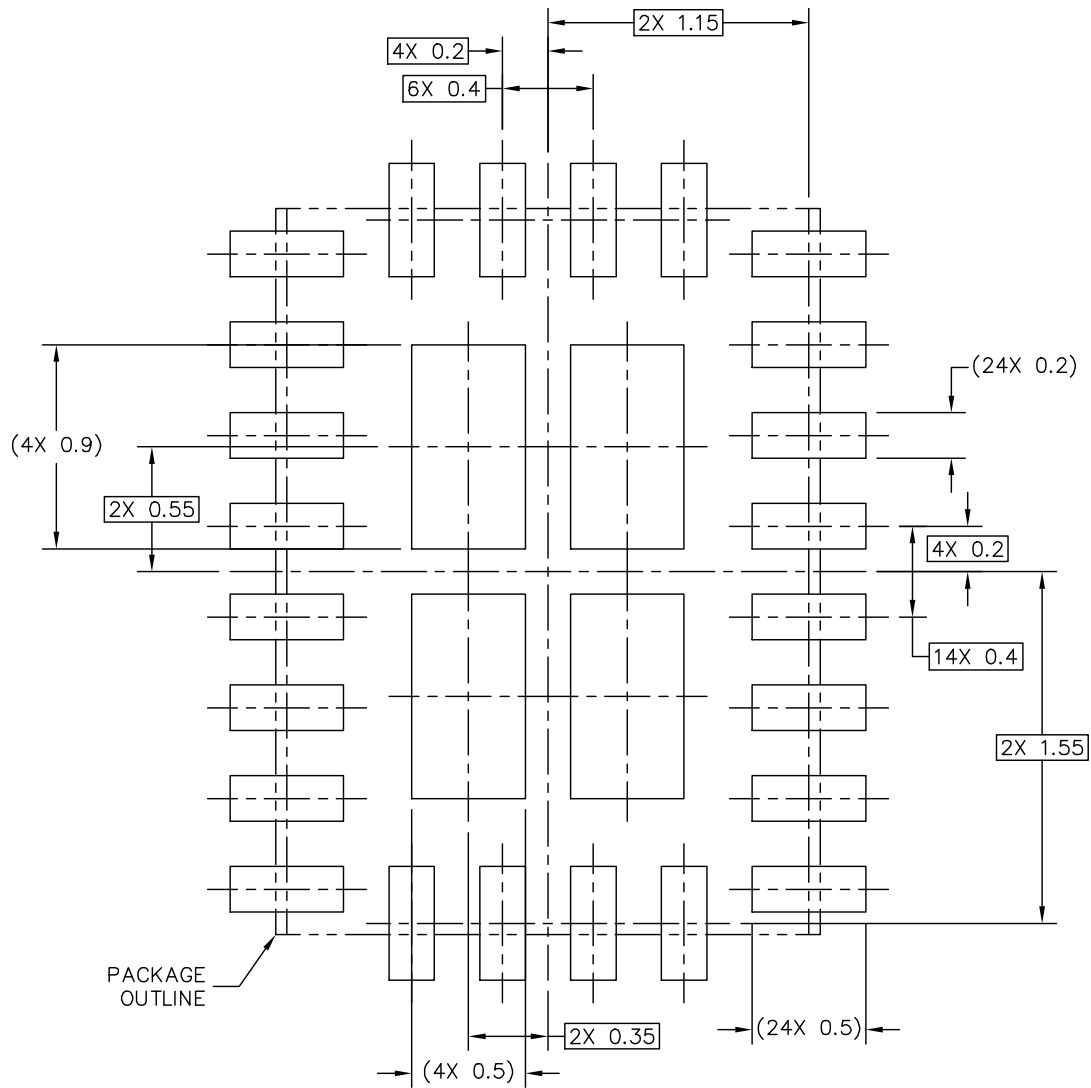 2X 1.15
4X 0.2
6X 0.4
(24X 0.2)
(4X 0.9)
2X 0.55
4X 0.2
14X 0.4
2X 1.55
PACKAGE
OUTLINE
2X 0.35
(24X 0.5)
(4X 0.5)